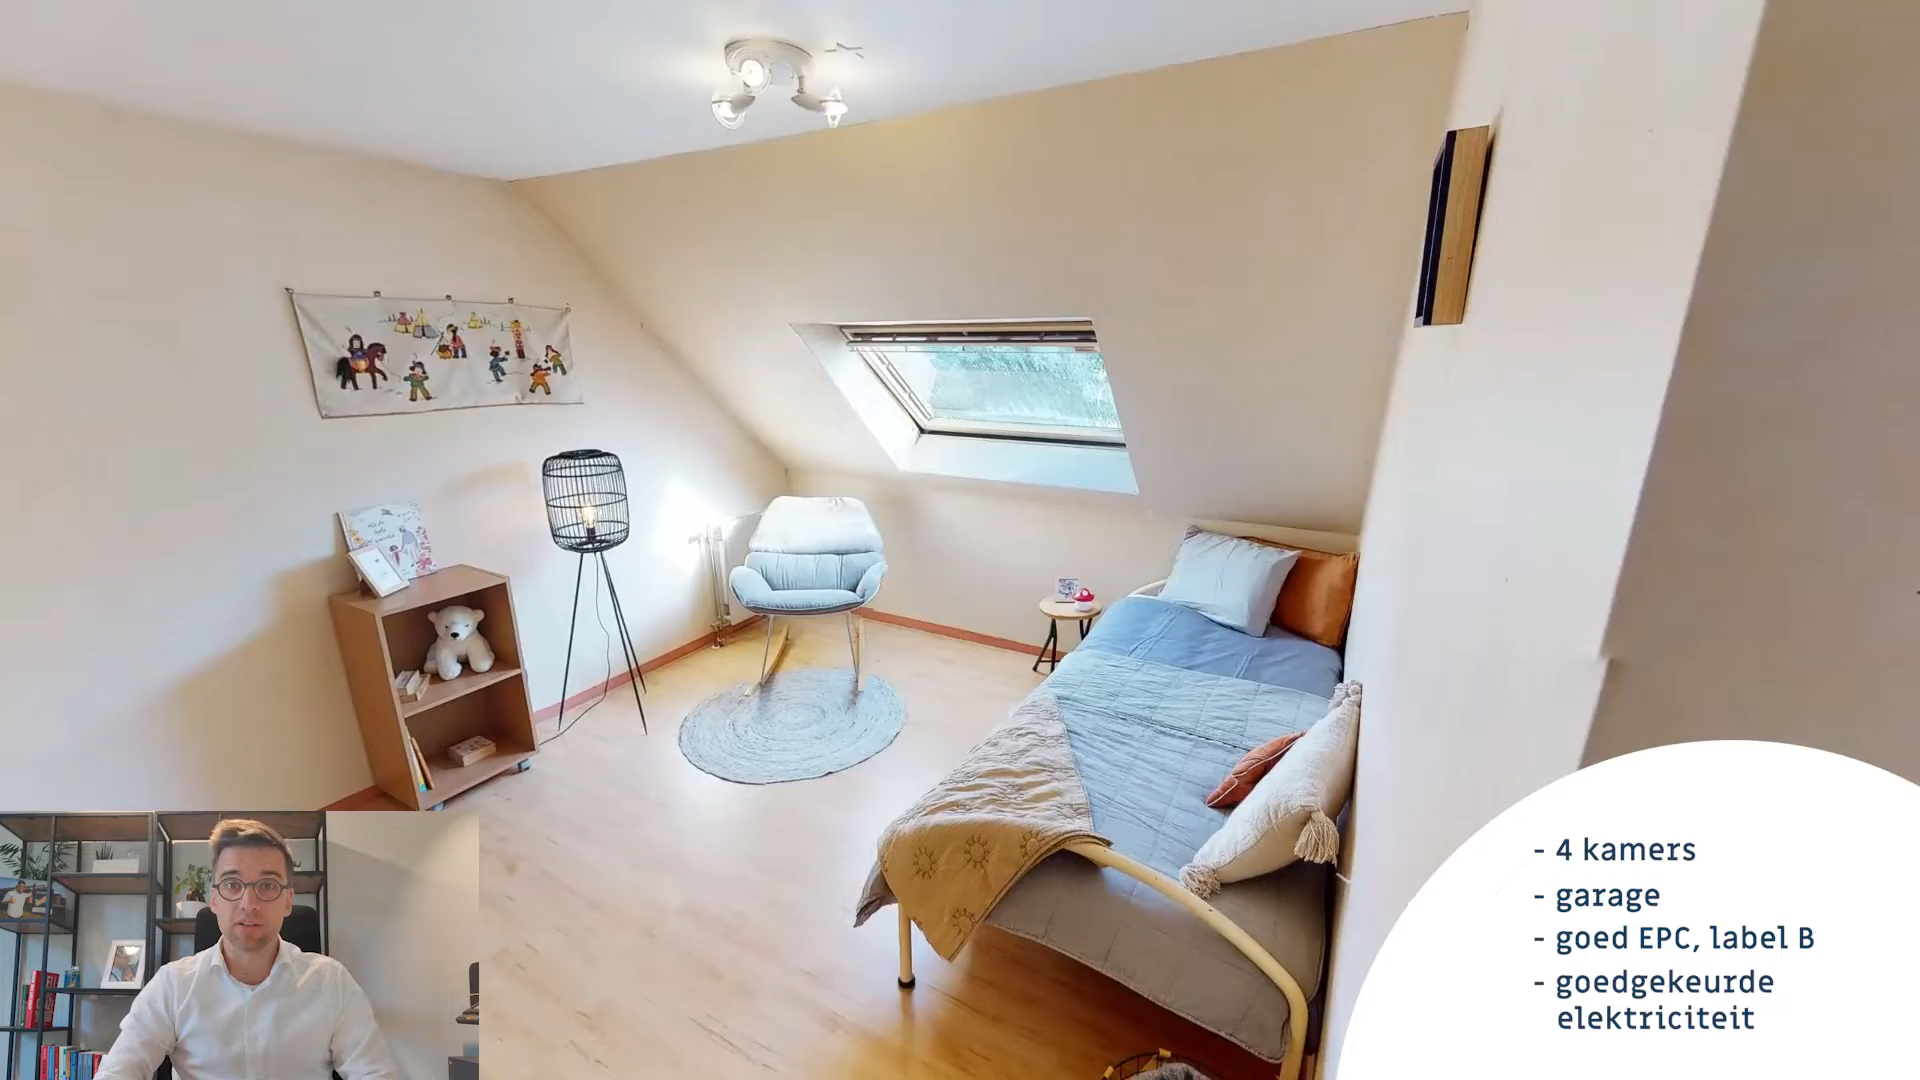 - 4 kamers
- garage
- goed EPC, label B
- goedgekeurde
elektriciteit